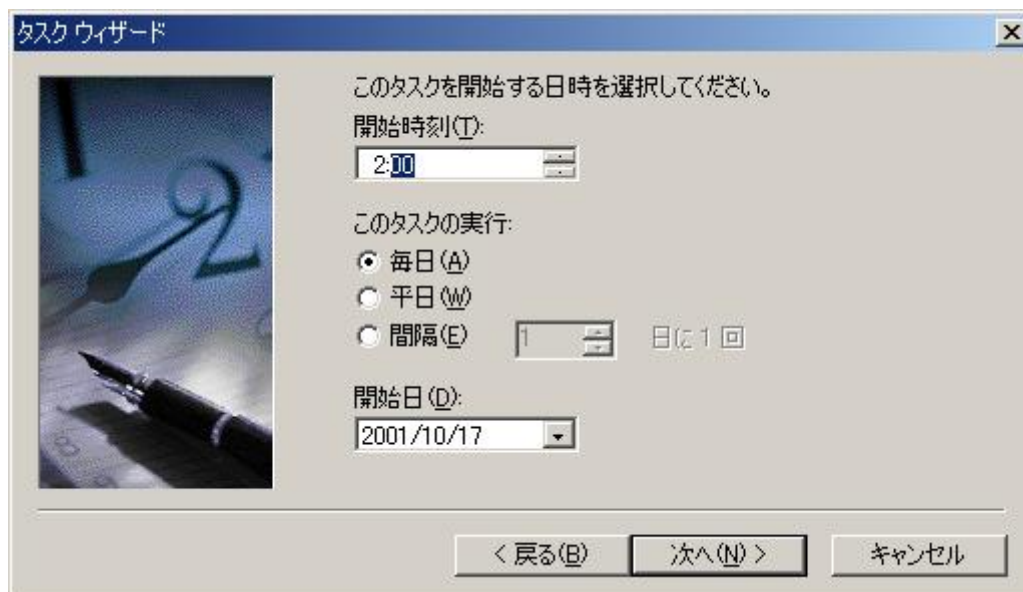 タスク ウィザード
このタスクを開始する日時を選択してください。
開始時刻(T):
2:00
このタスクの実行:
毎日(A)
平日(W)
間隔(E) 1 日に 1 回
開始日(D):
2001/10/17
< 戻る(B) 次へ(N) > キャンセル